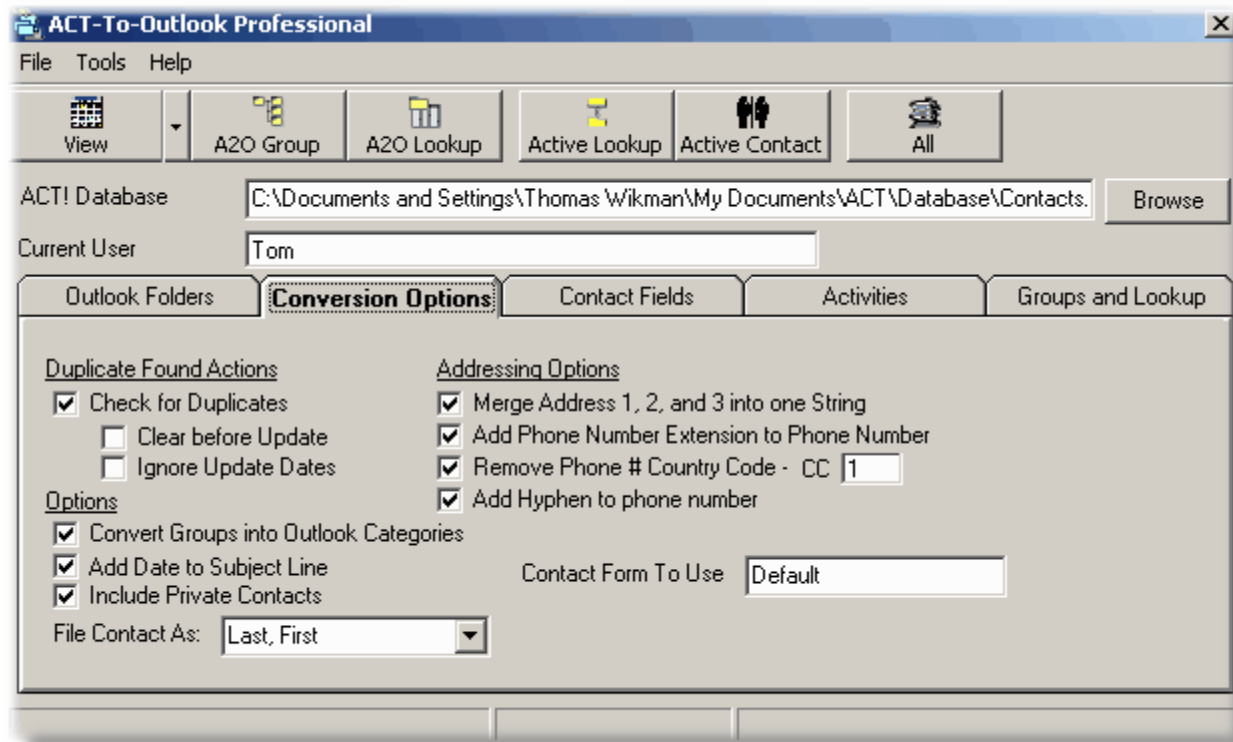 ACT-To-Outlook Professional
File Tools Help
View A2O Group A2O Lookup Active Lookup Active Contact All
ACT! Database C:\Documents and Settings\Thomas Wikman\My Documents\ACT\Database\Contacts. Browse
Current User Tom
Outlook Folders Conversion Options Contact Fields Activities Groups and Lookup
Duplicate Found Actions Addressing Options
Check for Duplicates Merge Address 1, 2, and 3 into one String
Clear before Update Add Phone Number Extension to Phone Number
Ignore Update Dates Remove Phone # Country Code - CC 1
Options Add Hyphen to phone number
Convert Groups into Outlook Categories
Add Date to Subject Line Contact Form To Use Default
Include Private Contacts
File Contact As: Last, First